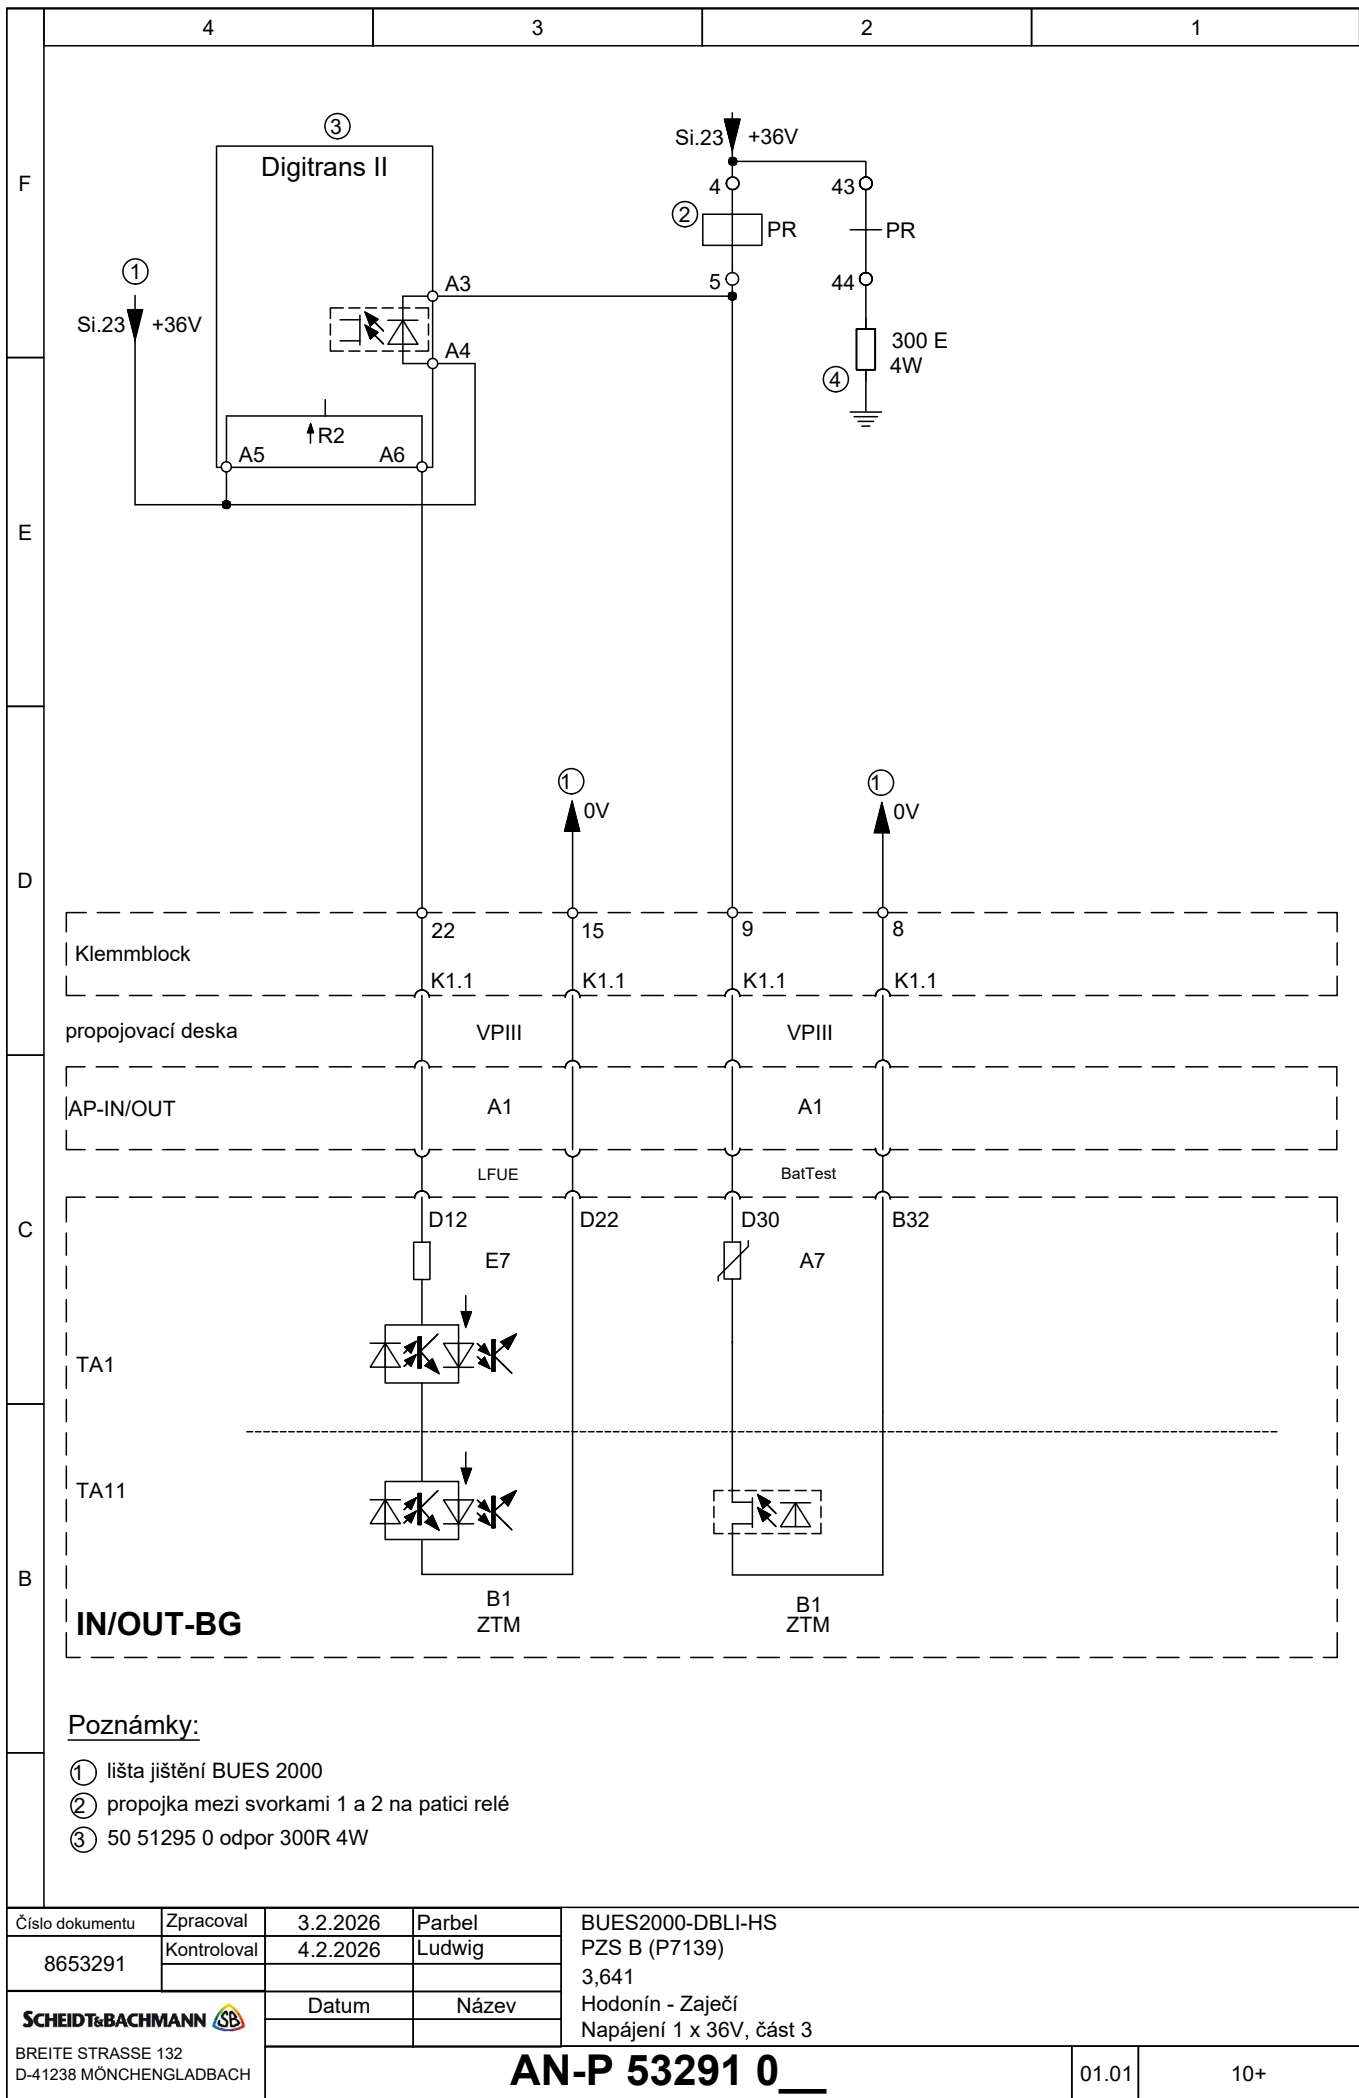 4 3 2 1
F
E
D
C
B
3
Digitrans II
1
Si.23 +36V
A3
A4
R2
A5 A6
Si.23 +36V
4 43
2 PR PR
5 44
300 E
4W
4
1
0V
1
0V
22 15 9 8
Klemmblock
K1.1 K1.1 K1.1 K1.1
propojovací deska VPIII VPIII
AP-IN/OUT A1 A1
LFUE BatTest
D12 D22 D30 B32
E7 A7
TA1
TA11
B1
ZTM
B1
ZTM
IN/OUT-BG
Poznámky:
1 lišta jištění BUES 2000
2 propojka mezi svorkami 1 a 2 na patici relé
3 50 51295 0 odpor 300R 4W
Číslo dokumentu Zpracoval 3.2.2026 Parbel
8653291 Kontroloval 4.2.2026 Ludwig
Datum Název
BUES2000-DBLI-HS
PZS B (P7139)
3,641
Hodonín - Zaječí
Napájení 1 x 36V, část 3
SCHEIDT&BACHMANN SB
BREITE STRASSE 132
D-41238 MÖNCHENGLADBACH
AN-P 53291 0__
01.01 10+